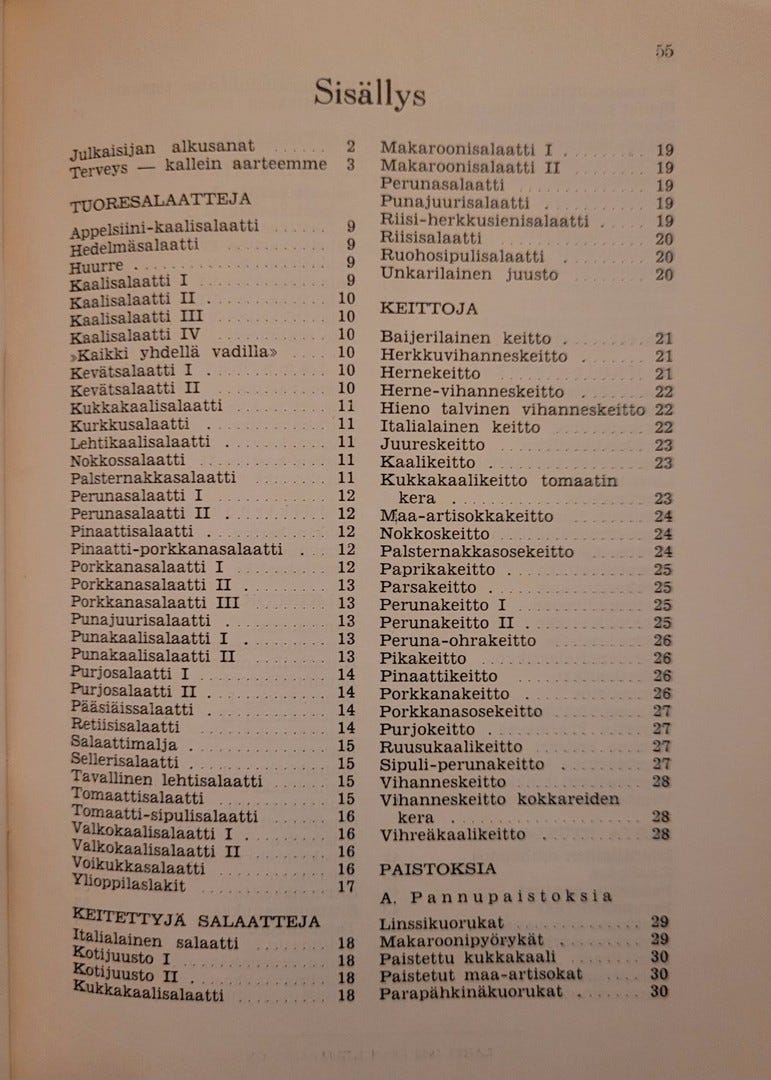 55
Sisällys
Julkaisijan alkusanat ...... 2
Terveys — kallein aarteemme 3
TUORESALAATTEJA
Appelsiini-kaalisalaatti ...... 9
Hedelmäsalaatti .......... 9
Huurre .................... 9
Kaalisalaatti I .............. 9
Kaalisalaatti II ............ 10
Kaalisalaatti III ............ 10
Kaalisalaatti IV ............ 10
»Kaikki yhdellä vadilla» .... 10
Kevätsalaatti I ............ 10
Kevätsalaatti II ............ 10
Kukkakaalisalaatti ........ 11
Kurkkusalaatti ............ 11
Lehtikaalisalaatti .......... 11
Nokkossalaatti ............ 11
Palsternakkasalaatti ........ 11
Perunasalaatti I .......... 12
Perunasalaatti II .......... 12
Pinaattisalaatti ............ 12
Pinaatti-porkkanasalaatti .... 12
Porkkanasalaatti I ........ 12
Porkkanasalaatti II ........ 13
Porkkanasalaatti III ........ 13
Punajuurisalaatti .......... 13
Punakaalisalaatti I ........ 13
Punakaalisalaatti II ........ 13
Purjosalaatti I ............ 14
Purjosalaatti II ............ 14
Pääsiäissalaatti ............ 14
Retiisisalaatti ............ 14
Salaattimalja .............. 15
Sellerisalaatti .............. 15
Tavallinen lehtisalaatti ...... 15
Tomaattisalaatti .......... 15
Tomaatti-sipulisalaatti ...... 16
Valkokaalisalaatti I ........ 16
Valkokaalisalaatti II ........ 16
Voikukkasalaatti .......... 16
Ylioppilaslakit ............ 17
KEITETTYJÄ SALAATTEJA
Italialainen salaatti ........ 18
Kotijuusto I .............. 18
Kotijuusto II .............. 18
Kukkakaalisalaatti ........ 18
Makaroonisalaatti I ........ 19
Makaroonisalaatti II ........ 19
Perunasalaatti ............ 19
Punajuurisalaatti .......... 19
Riisi-herkkusienisalaatti .... 19
Riisisalaatti .............. 20
Ruohosipulisalaatti ........ 20
Unkarilainen juusto ........ 20
KEITTOJA
Baijerilainen keitto ........ 21
Herkkuvihanneskeitto ...... 21
Hernekeitto .............. 21
Herne-vihanneskeitto ...... 22
Hieno talvinen vihanneskeitto 22
Italialainen keitto .......... 22
Juureskeitto .............. 23
Kaalikeitto ................ 23
Kukkakaalikeitto tomaatin
kera .................... 23
Maa-artisokkakeitto ........ 24
Nokkoskeitto .............. 24
Palsternakkasosekeitto ...... 24
Paprikakeitto .............. 25
Parsakeitto ................ 25
Perunakeitto I ............ 25
Perunakeitto II ............ 25
Peruna-ohrakeitto .......... 26
Pikakeitto ................ 26
Pinaattikeitto .............. 26
Porkkanakeitto ............ 26
Porkkanasosekeitto ........ 27
Purjokeitto ................ 27
Ruusukaalikeitto .......... 27
Sipuli-perunakeitto ........ 27
Vihanneskeitto ............ 28
Vihanneskeitto kokkareiden
kera .................... 28
Vihreäkaalikeitto .......... 28
PAISTOKSIA
A. Pannupaistoksia
Linssikuorukat ............ 29
Makaroonipyörykät ........ 29
Paistettu kukkakaali ........ 30
Paistetut maa-artisokat .... 30
Parapähkinäkuorukat ...... 30